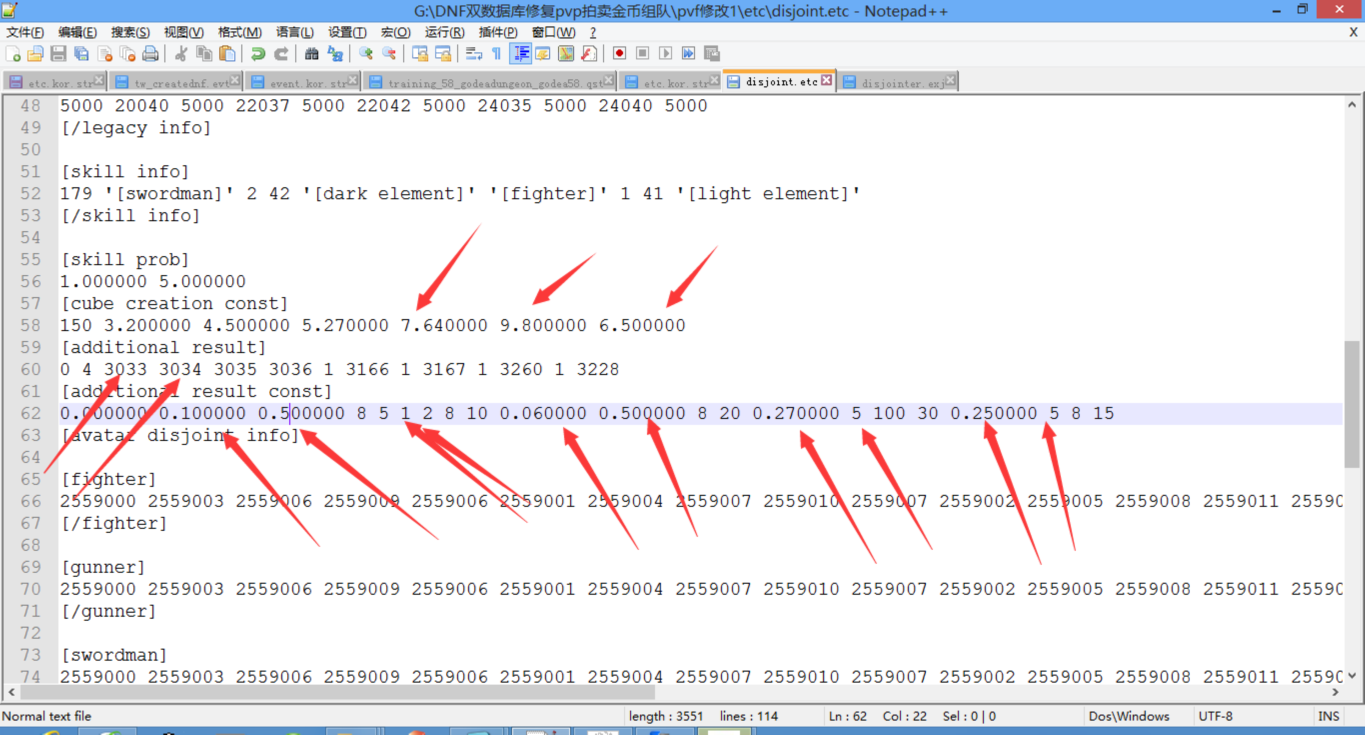 G:\DNF双数据库修复pvp拍卖金币组队\pvf修改1\etc\disjoint.etc - Notepad++
文件(F) 编辑(E) 搜索(S) 视图(V) 格式(M) 语言(L) 设置(T) 宏(O) 运行(R) 插件(P) 窗口(W) ? X
etc.kor.str tw_creatednf.evt event.kor.str training_58_godeadungeon_godea58.qst etc.kor.str disjoint.etc disjointer.exj
48 5000 20040 5000 22037 5000 22042 5000 24035 5000 24040 5000
49 [/legacy info]
50
51 [skill info]
52 179 '[swordman]' 2 42 '[dark element]' '[fighter]' 1 41 '[light element]'
53 [/skill info]
54
55 [skill prob]
56 1.000000 5.000000
57 [cube creation const]
58 150 3.200000 4.500000 5.270000 7.640000 9.800000 6.500000
59 [additional result]
60 0 4 3033 3034 3035 3036 1 3166 1 3167 1 3260 1 3228
61 [additional result const]
62 0.000000 0.100000 0.500000 8 5 1 2 8 10 0.060000 0.500000 8 20 0.270000 5 100 30 0.250000 5 8 15
63 [avatar disjoint info]
64
65 [fighter]
66 2559000 2559003 2559006 2559009 2559006 2559001 2559004 2559007 2559010 2559007 2559002 2559005 2559008 2559011 2559
67 [/fighter]
68
69 [gunner]
70 2559000 2559003 2559006 2559009 2559006 2559001 2559004 2559007 2559010 2559007 2559002 2559005 2559008 2559011 2559
71 [/gunner]
72
73 [swordman]
74 2559000 2559003 2559006 2559009 2559006 2559001 2559004 2559007 2559010 2559007 2559002 2559005 2559008 2559011 2559
Normal text file length : 3551 lines : 114 Ln : 62 Col : 22 Sel : 0 | 0 Dos\Windows UTF-8 INS